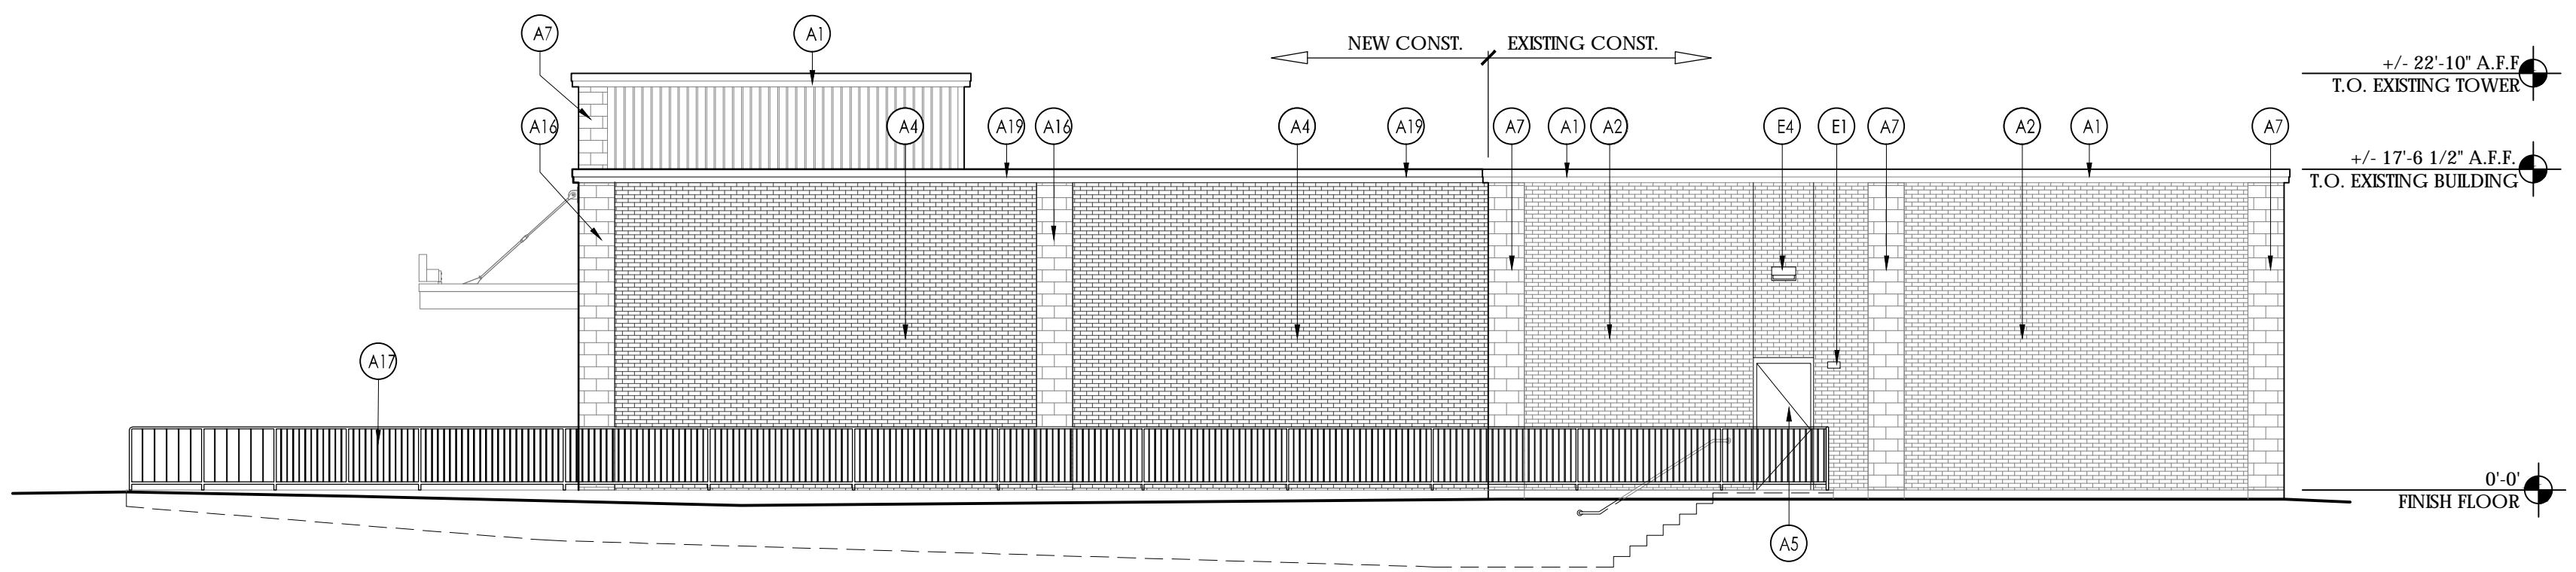 A7
A1
NEW CONST.
EXISTING CONST.
+/- 22'-10" A.F.F
T.O. EXISTING TOWER
A16
A4
A19
A16
A4
A19
A7
A1
A2
E4
E1
A7
A2
A1
A7
+/- 17'-6 1/2" A.F.F.
T.O. EXISTING BUILDING
A17
0'-0'
FINISH FLOOR
A5